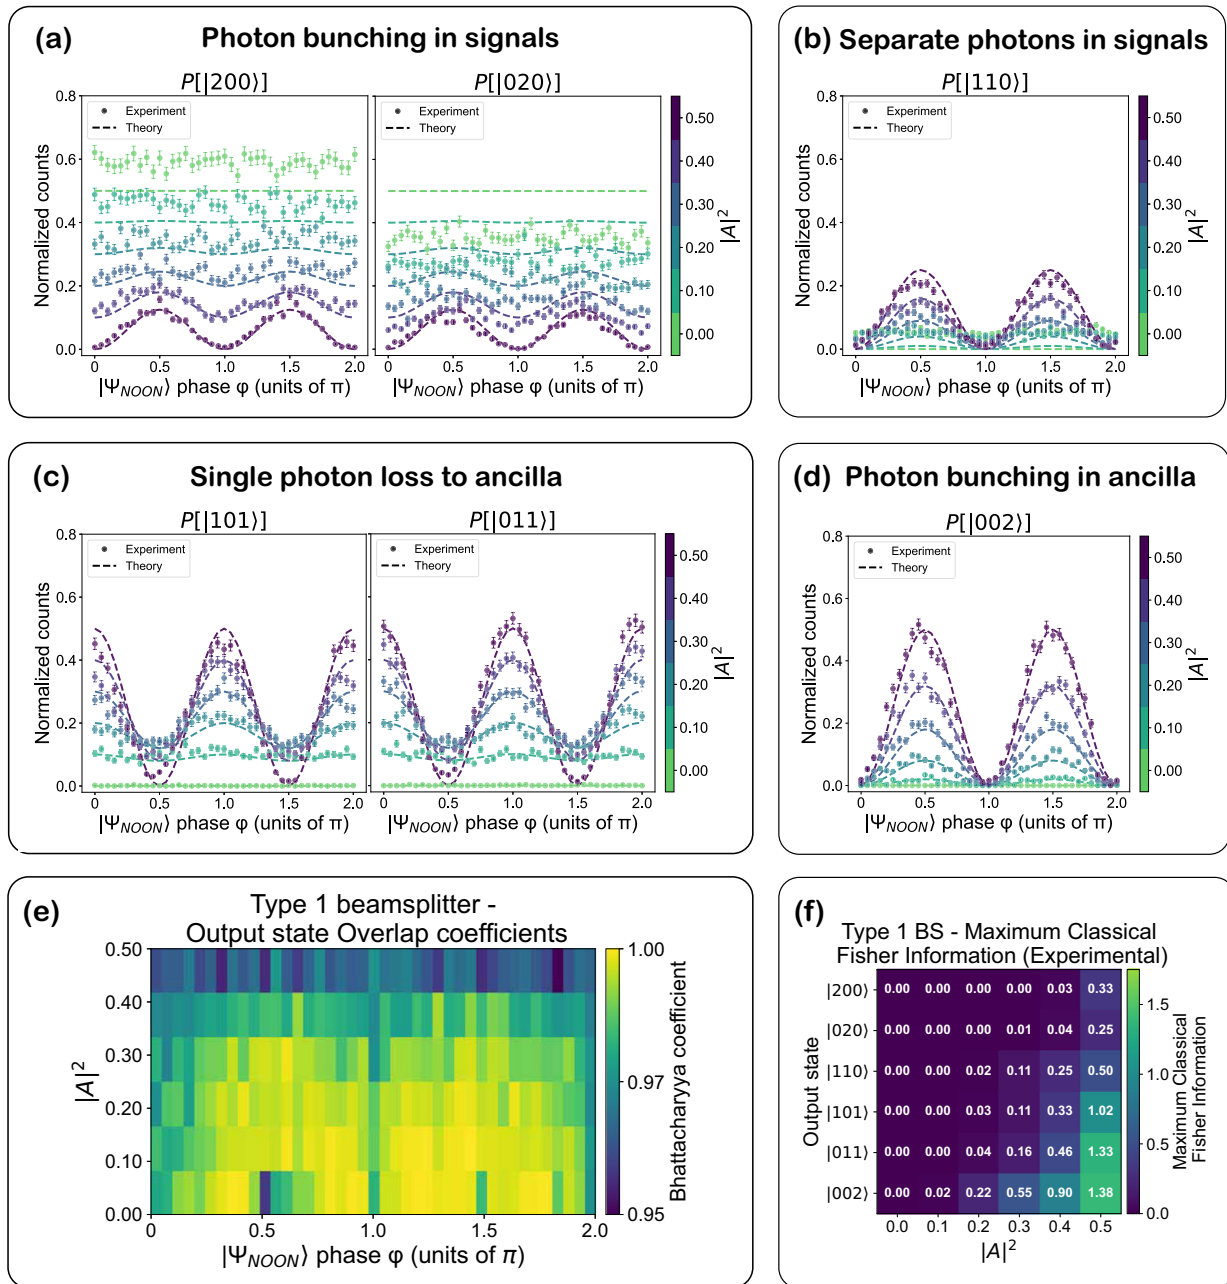 (a) Photon bunching in signals
P[|200⟩] P[|020⟩]
0.8
0.6
0.4
0.2
0.0
Normalized counts
Experiment
Theory
Experiment
Theory
0.0 0.5 1.0 1.5 2.0 0.0 0.5 1.0 1.5 2.0
|Ψ_NOON⟩ phase φ (units of π) |Ψ_NOON⟩ phase φ (units of π)
0.50
0.40
0.30
0.20
0.10
0.00
|A|²
(b) Separate photons in signals
P[|110⟩]
0.8
0.6
0.4
0.2
0.0
Normalized counts
Experiment
Theory
0.0 0.5 1.0 1.5 2.0
|Ψ_NOON⟩ phase φ (units of π)
0.50
0.40
0.30
0.20
0.10
0.00
|A|²
(c) Single photon loss to ancilla
P[|101⟩] P[|011⟩]
0.8
0.6
0.4
0.2
0.0
Normalized counts
Experiment
Theory
Experiment
Theory
0.0 0.5 1.0 1.5 2.0 0.0 0.5 1.0 1.5 2.0
|Ψ_NOON⟩ phase φ (units of π) |Ψ_NOON⟩ phase φ (units of π)
0.50
0.40
0.30
0.20
0.10
0.00
|A|²
(d) Photon bunching in ancilla
P[|002⟩]
0.8
0.6
0.4
0.2
0.0
Normalized counts
Experiment
Theory
0.0 0.5 1.0 1.5 2.0
|Ψ_NOON⟩ phase φ (units of π)
0.50
0.40
0.30
0.20
0.10
0.00
|A|²
(e) Type 1 beamsplitter -
Output state Overlap coefficients
0.50
0.40
0.30
0.20
0.10
0.00
|A|²
0 0.5 1.0 1.5 2.0
|Ψ_NOON⟩ phase φ (units of π)
1.00
0.97
0.95
Bhattacharyya coefficient
(f)
Type 1 BS - Maximum Classical
Fisher Information (Experimental)
Output state
|200⟩ 0.00 0.00 0.00 0.00 0.03 0.33
|020⟩ 0.00 0.00 0.00 0.01 0.04 0.25
|110⟩ 0.00 0.00 0.02 0.11 0.25 0.50
|101⟩ 0.00 0.00 0.03 0.11 0.33 1.02
|011⟩ 0.00 0.00 0.04 0.16 0.46 1.33
|002⟩ 0.00 0.02 0.22 0.55 0.90 1.38
0.0 0.1 0.2 0.3 0.4 0.5
|A|²
1.5
1.0
0.5
0.0
Maximum Classical
Fisher Information